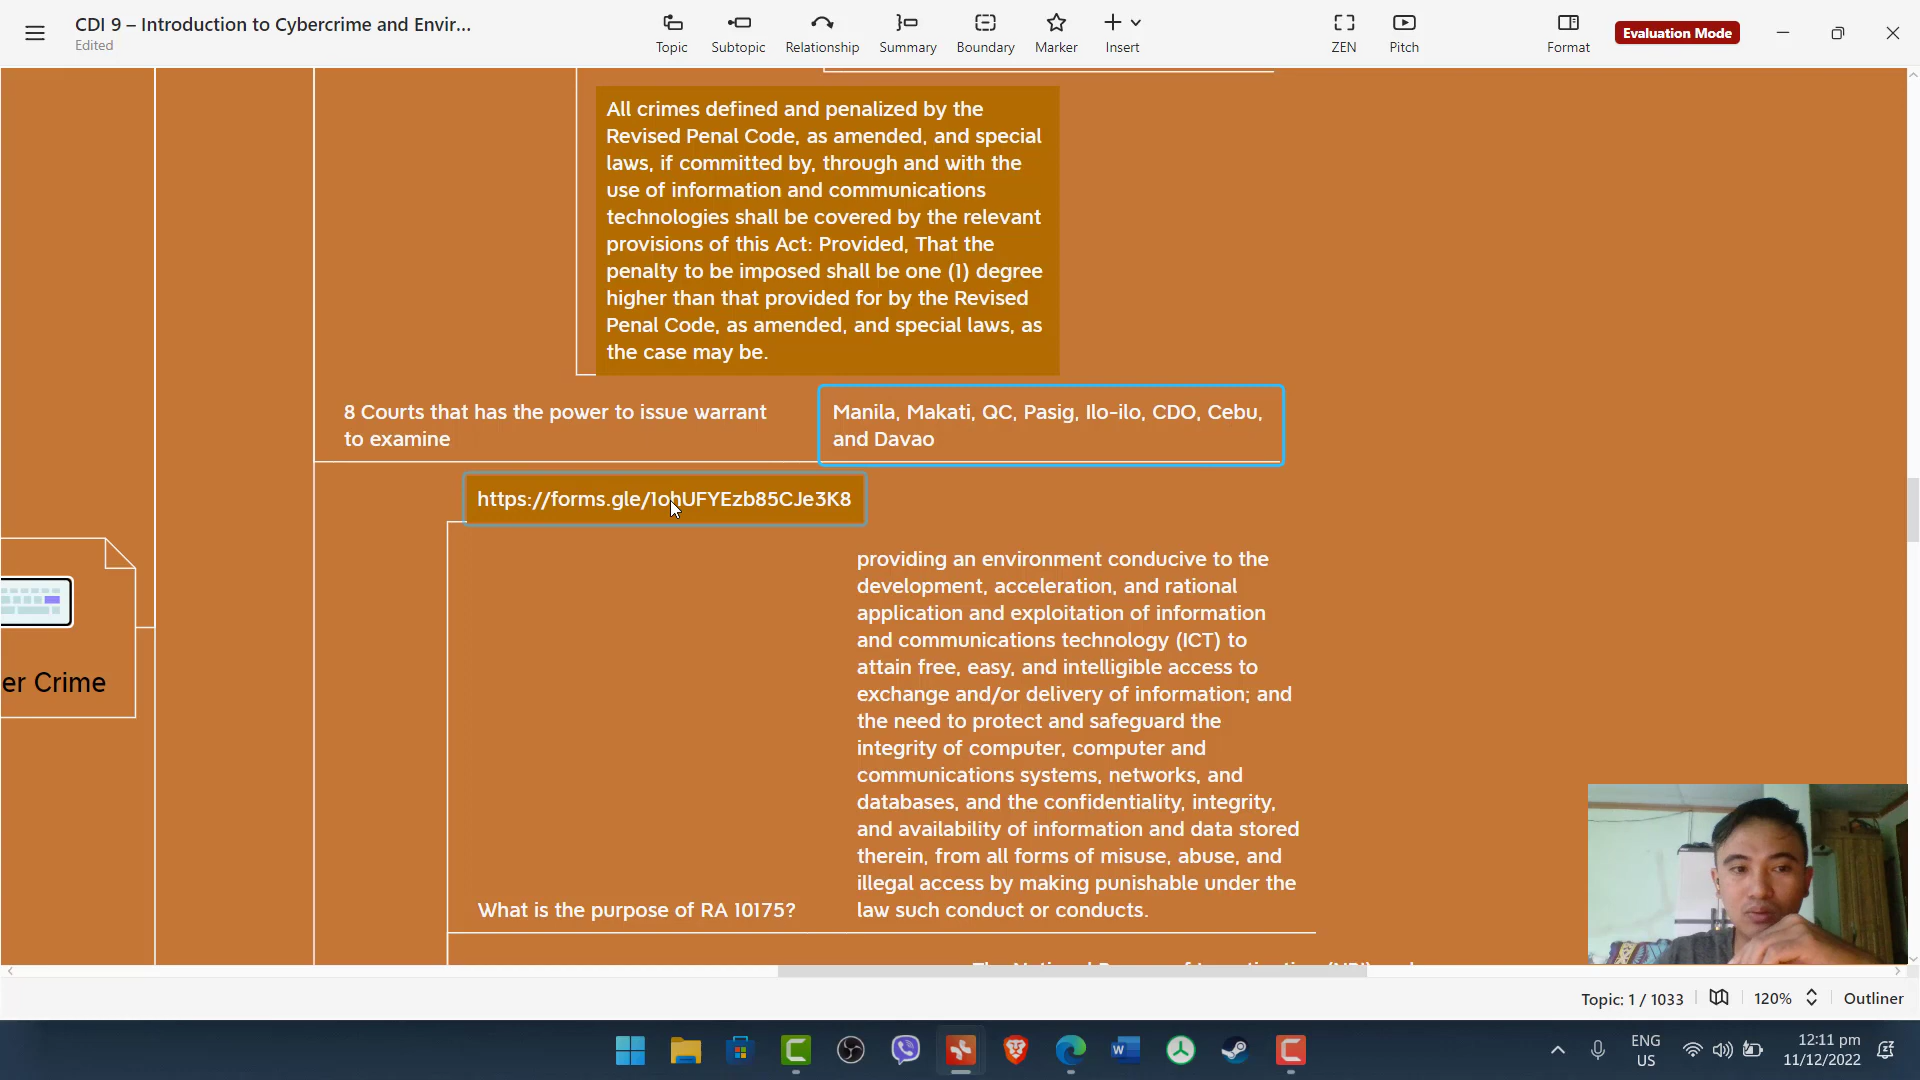 CDI 9 – Introduction to Cybercrime and Envir...
Edited
Topic
Subtopic
Relationship
Summary
Boundary
Marker
Insert
ZEN
Pitch
Format
Evaluation Mode
All crimes defined and penalized by the
Revised Penal Code, as amended, and special
laws, if committed by, through and with the
use of information and communications
technologies shall be covered by the relevant
provisions of this Act: Provided, That the
penalty to be imposed shall be one (1) degree
higher than that provided for by the Revised
Penal Code, as amended, and special laws, as
the case may be.
8 Courts that has the power to issue warrant
to examine
Manila, Makati, QC, Pasig, Ilo-ilo, CDO, Cebu,
and Davao
https://forms.gle/1ohUFYEzb85CJe3K8
providing an environment conducive to the
development, acceleration, and rational
application and exploitation of information
and communications technology (ICT) to
attain free, easy, and intelligible access to
exchange and/or delivery of information; and
the need to protect and safeguard the
integrity of computer, computer and
communications systems, networks, and
databases, and the confidentiality, integrity,
and availability of information and data stored
therein, from all forms of misuse, abuse, and
illegal access by making punishable under the
law such conduct or conducts.
What is the purpose of RA 10175?
er Crime
Topic: 1 / 1033
120%
Outliner
ENG
US
12:11 pm
11/12/2022